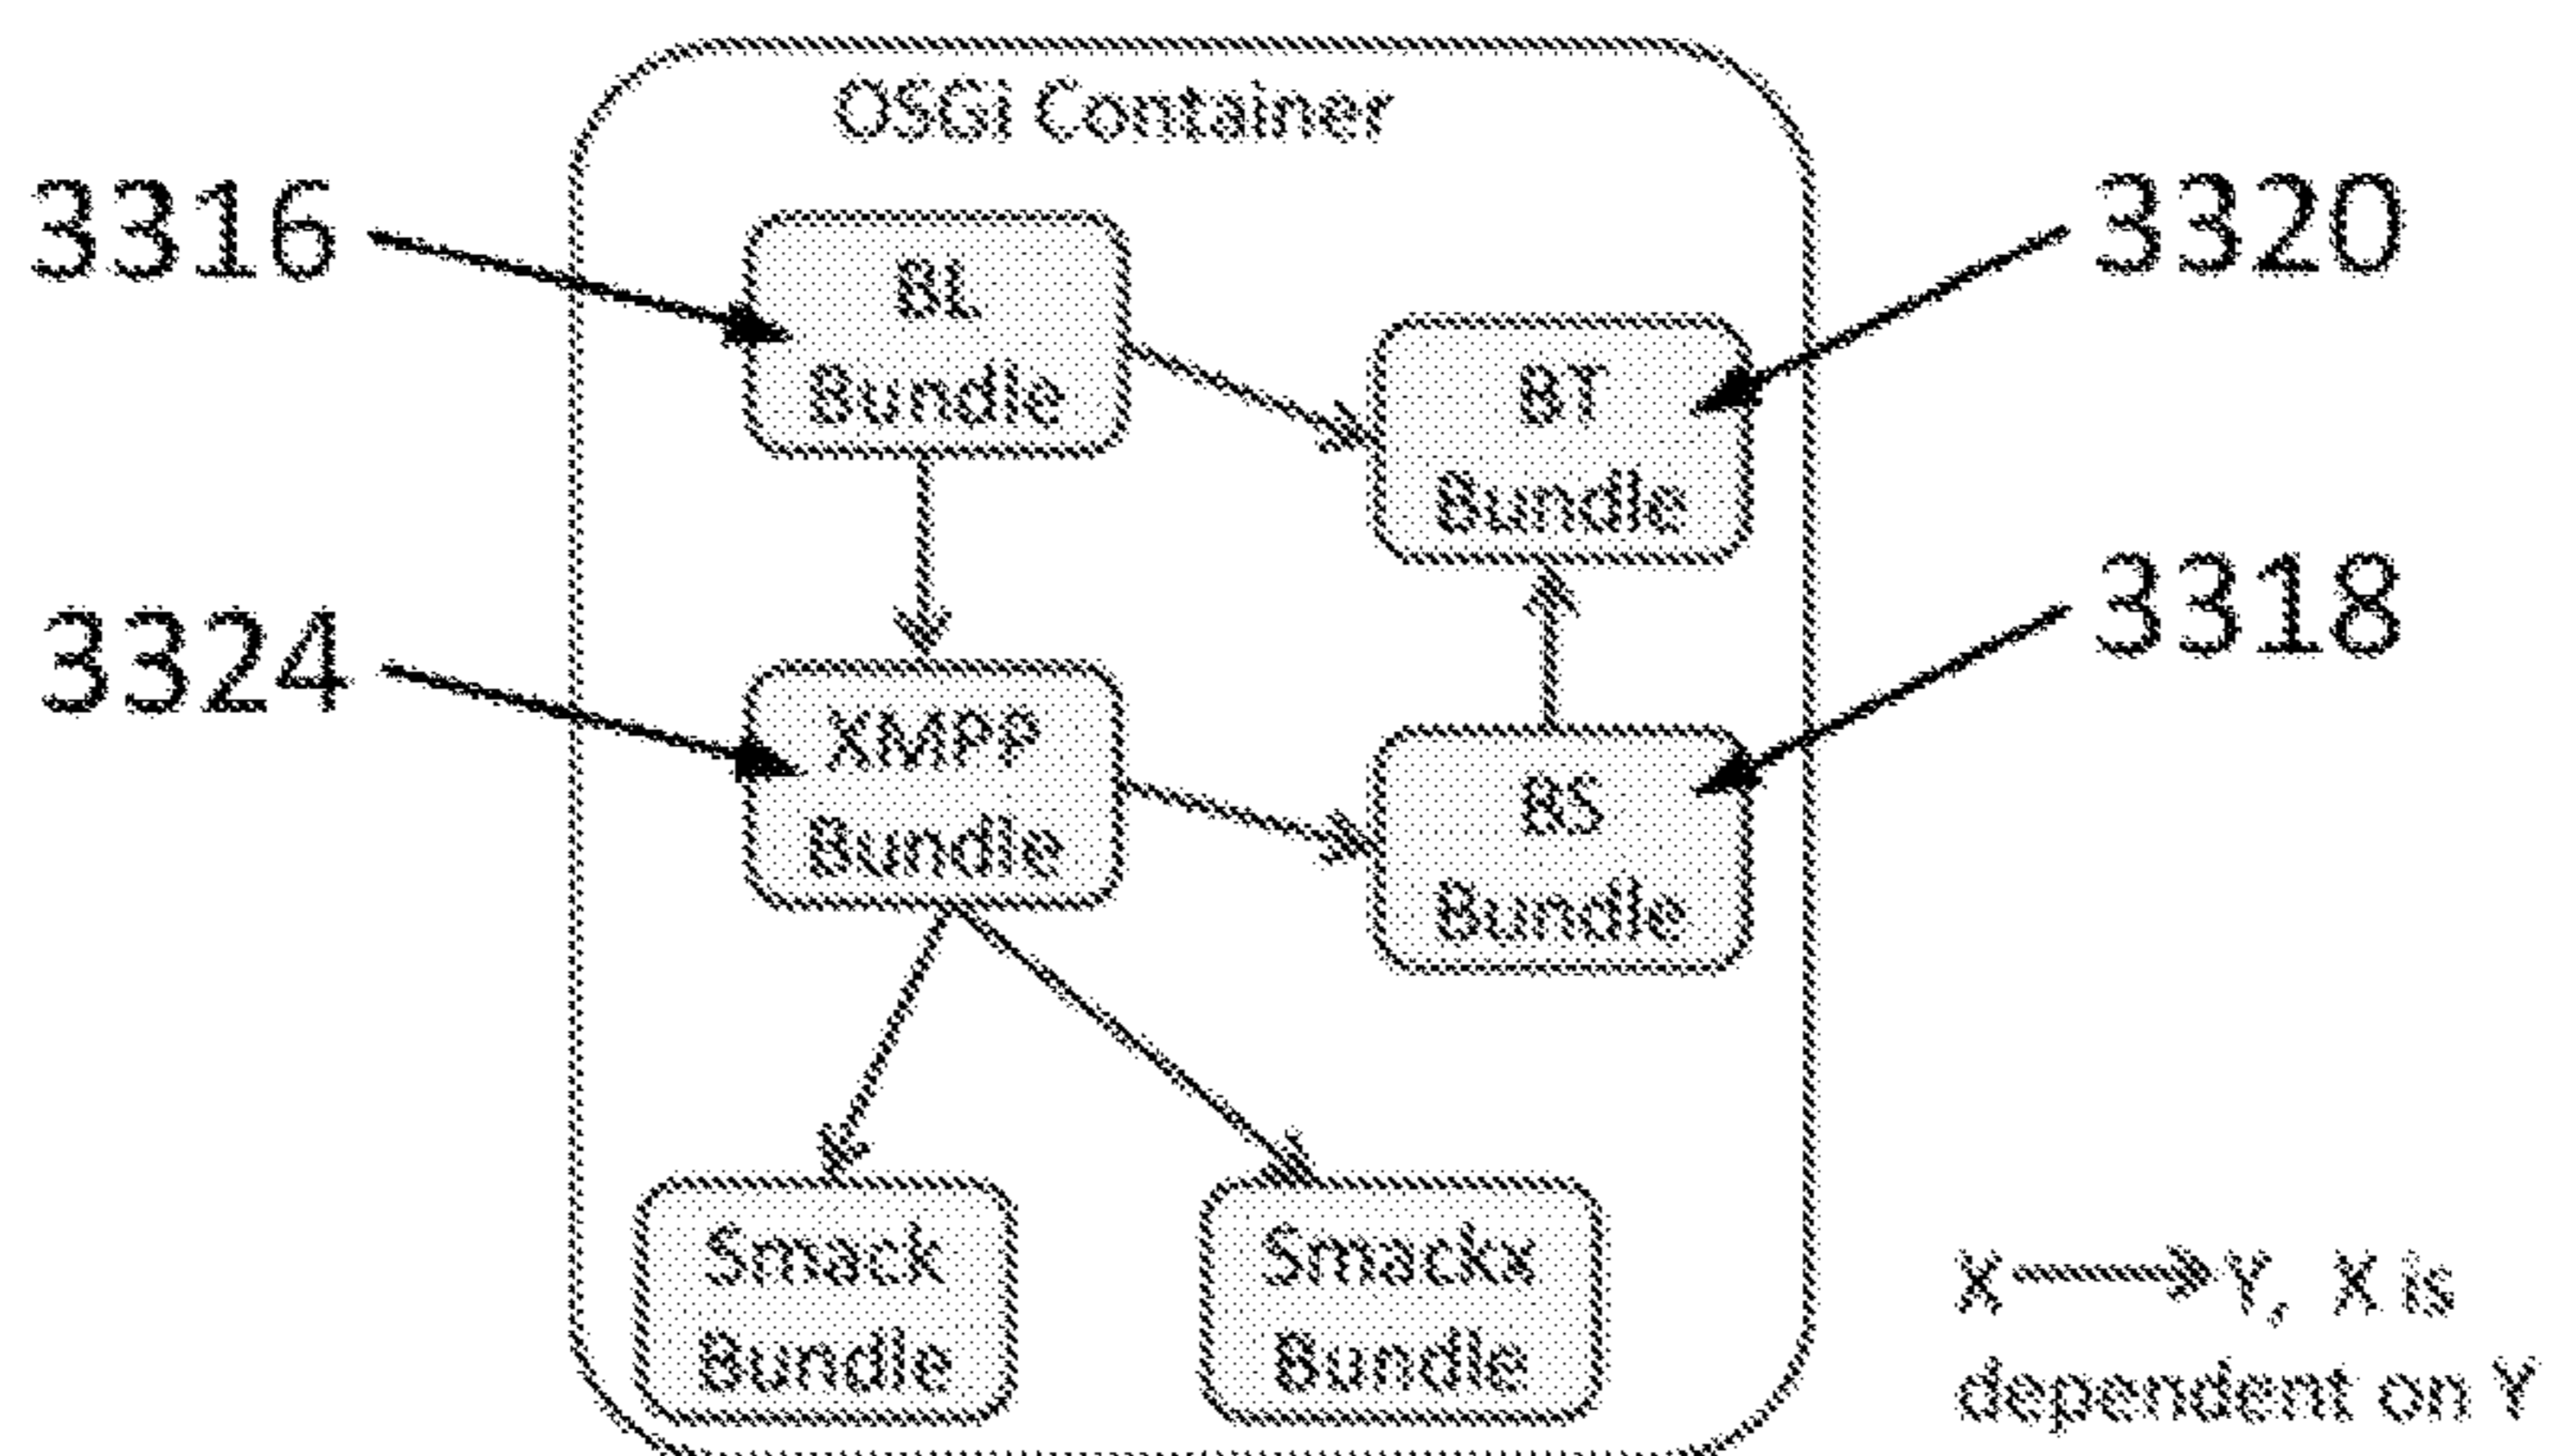 OSGi Container
3316
BL
Bundle
3320
BT
Bundle
3324
XMPP
Bundle
3318
BS
Bundle
Smack
Bundle
Smackx
Bundle
X Y, X is
dependent on Y